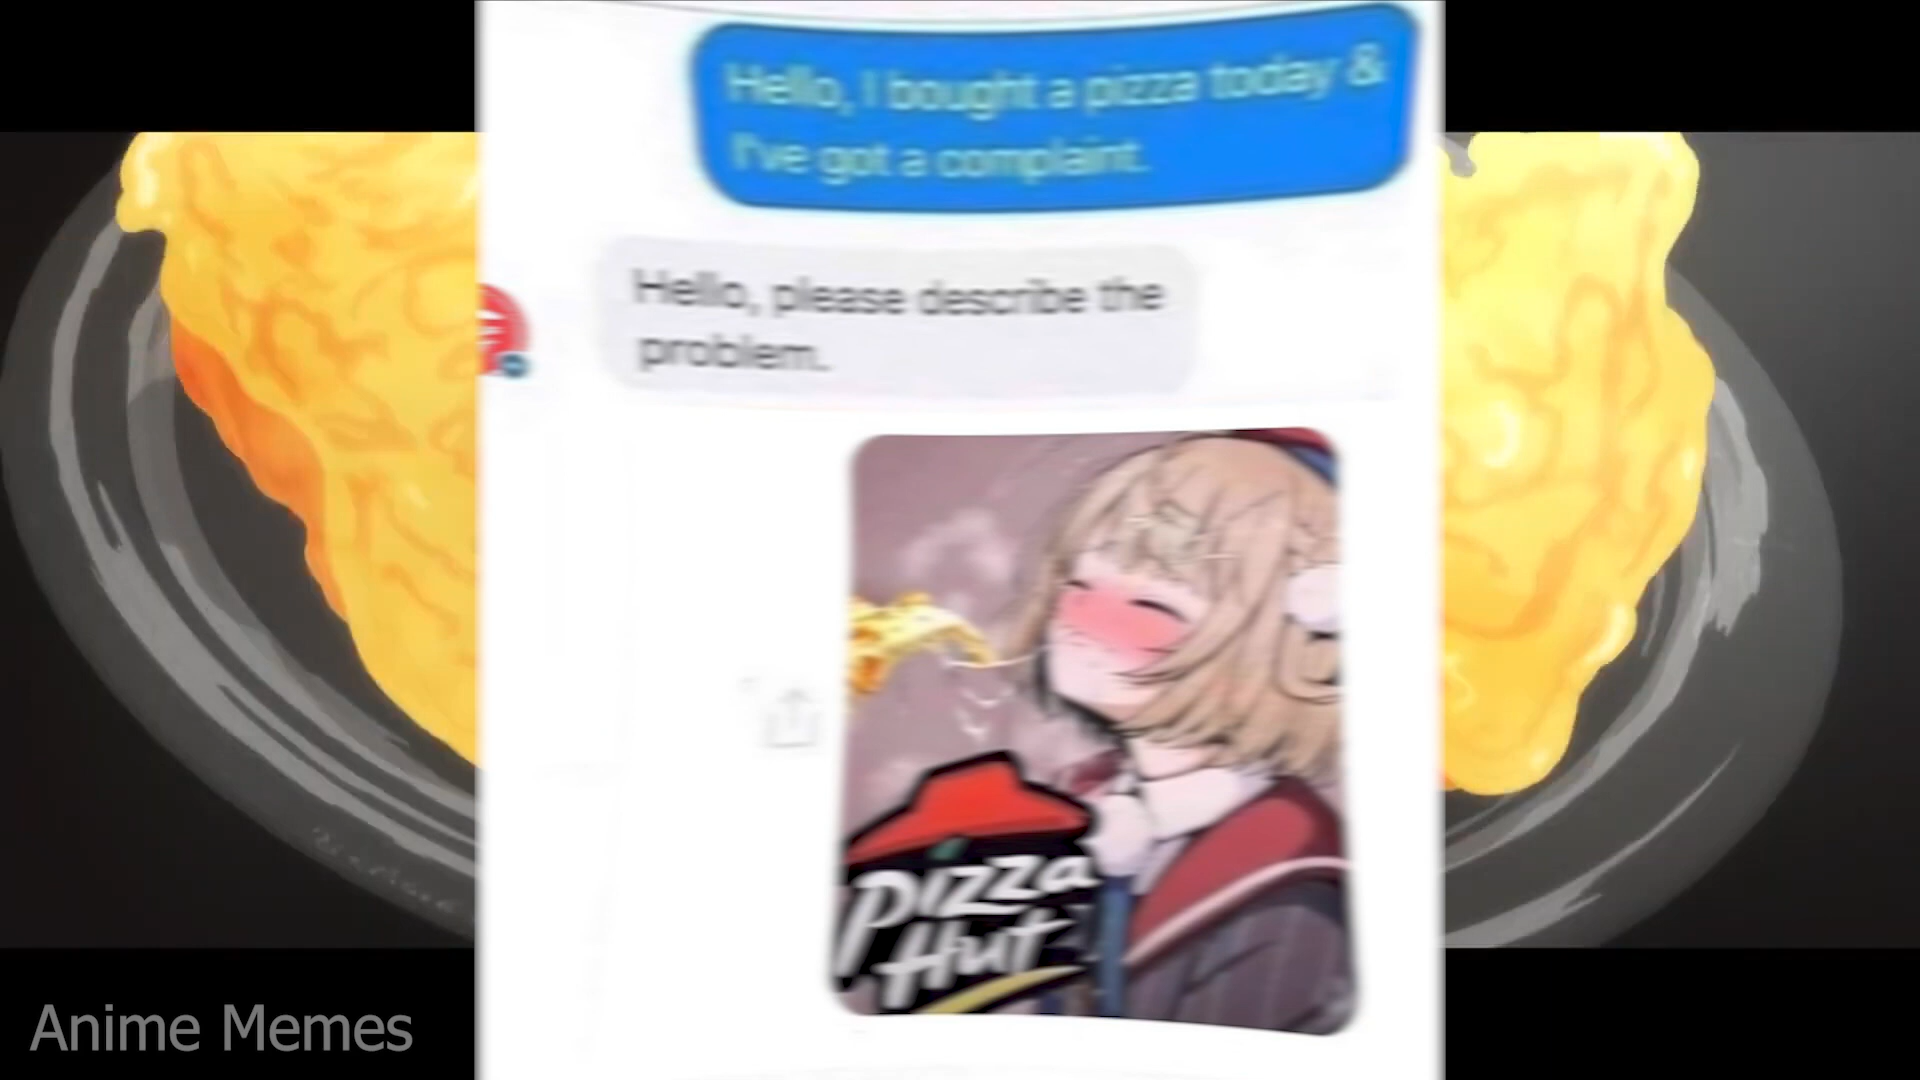 Hello, I bought a pizza today &
I've got a complaint.
Hello, please describe the
problem.
Pizza
Hut
Anime Memes